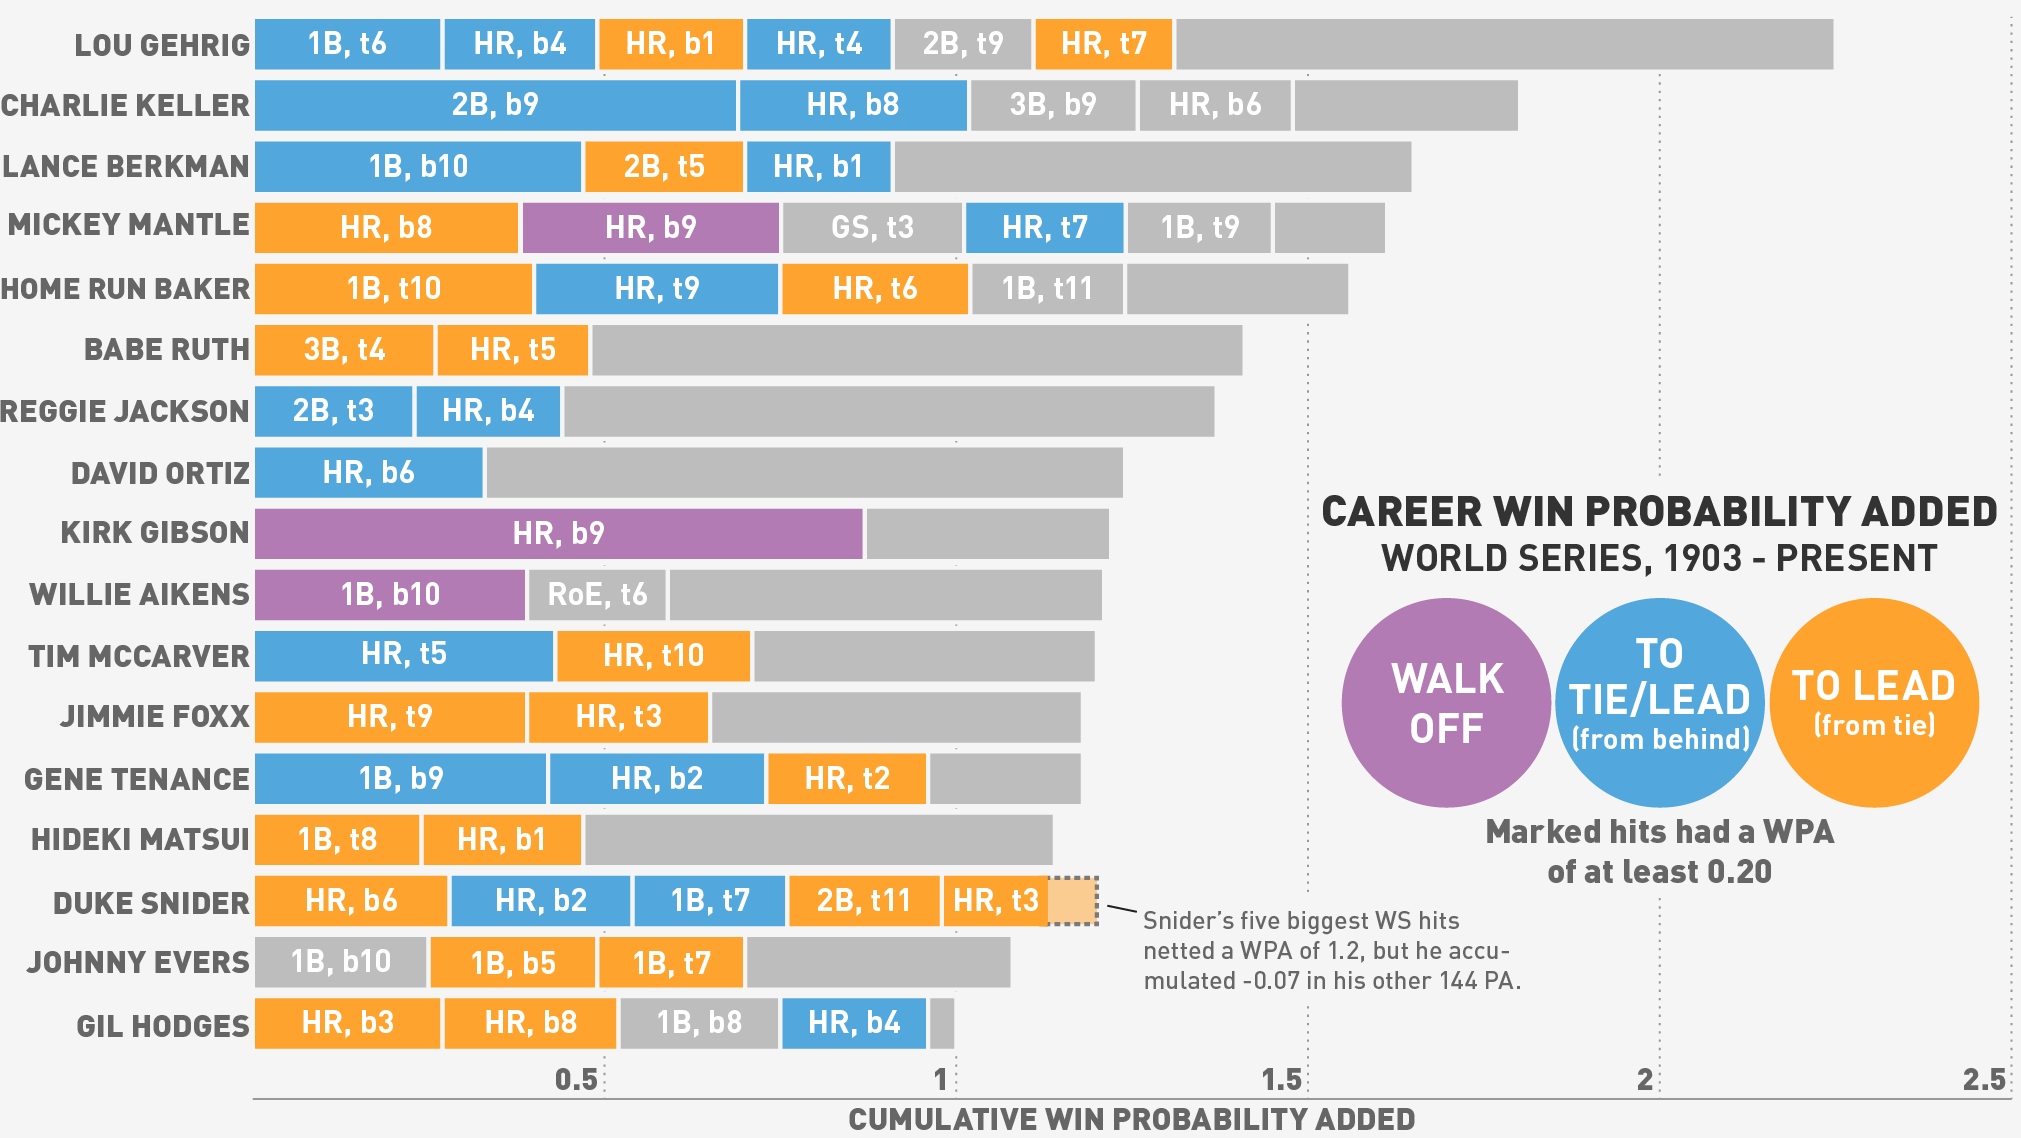 LOU GEHRIG 1B, t6 HR, b4 HR, b1 HR, t4 2B, t9 HR, t7
CHARLIE KELLER 2B, b9 HR, b8 3B, b9 HR, b6
LANCE BERKMAN 1B, b10 2B, t5 HR, b1
MICKEY MANTLE HR, b8 HR, b9 GS, t3 HR, t7 1B, t9
HOME RUN BAKER 1B, t10 HR, t9 HR, t6 1B, t11
BABE RUTH 3B, t4 HR, t5
REGGIE JACKSON 2B, t3 HR, b4
DAVID ORTIZ HR, b6
KIRK GIBSON HR, b9
WILLIE AIKENS 1B, b10 RoE, t6
TIM MCCARVER HR, t5 HR, t10
JIMMIE FOXX HR, t9 HR, t3
GENE TENANCE 1B, b9 HR, b2 HR, t2
HIDEKI MATSUI 1B, t8 HR, b1
DUKE SNIDER HR, b6 HR, b2 1B, t7 2B, t11 HR, t3
JOHNNY EVERS 1B, b10 1B, b5 1B, t7
GIL HODGES HR, b3 HR, b8 1B, b8 HR, b4
CAREER WIN PROBABILITY ADDED
WORLD SERIES, 1903 - PRESENT
WALK
OFF
TO
TIE/LEAD
(from behind)
TO LEAD
(from tie)
Marked hits had a WPA
of at least 0.20
Snider's five biggest WS hits
netted a WPA of 1.2, but he accu-
mulated -0.07 in his other 144 PA.
0.5 1 1.5 2 2.5
CUMULATIVE WIN PROBABILITY ADDED